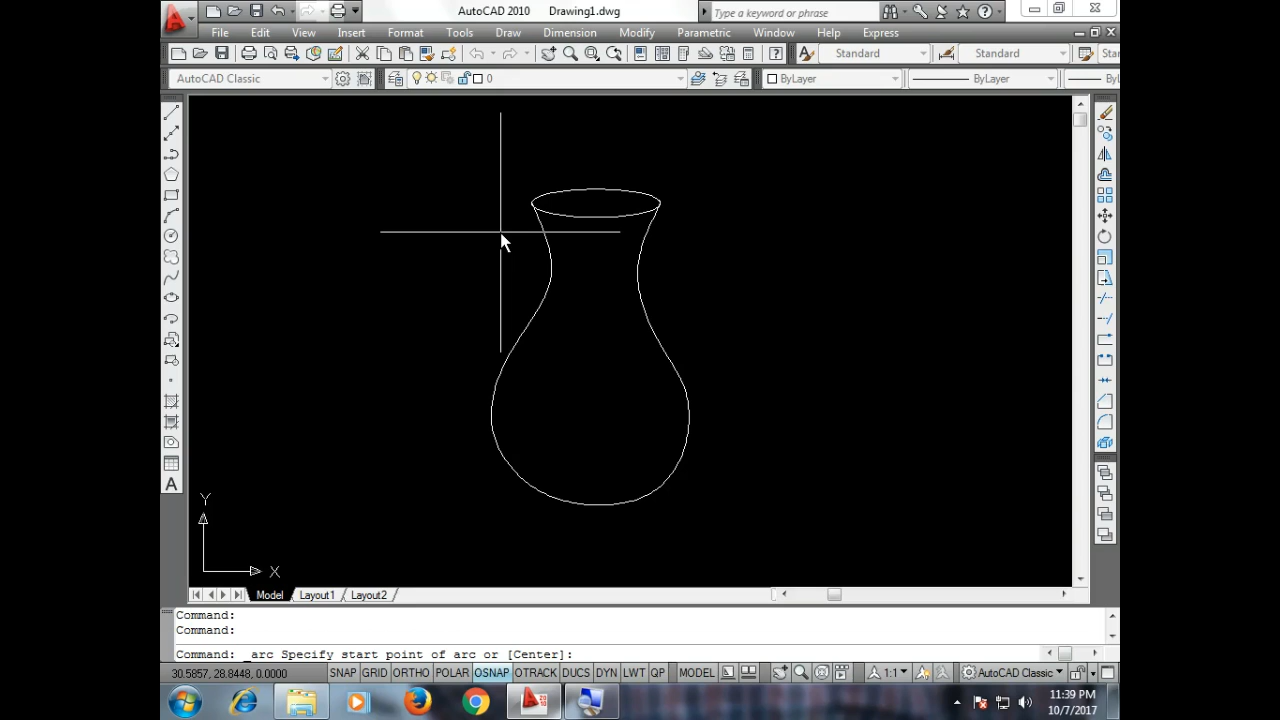 AutoCAD 2010 Drawing1.dwg Type a keyword or phrase
File Edit View Insert Format Tools Draw Dimension Modify Parametric Window Help Express
Standard Standard Star
AutoCAD Classic 0 ByLayer ByLayer ByL
Y
X
Model Layout1 Layout2
Command:
Command:
Command: _arc Specify start point of arc or [Center]:
30.5857, 28.8448, 0.0000 SNAP GRID ORTHO POLAR OSNAP OTRACK DUCS DYN LWT QP MODEL 1:1 AutoCAD Classic
11:39 PM
10/7/2017